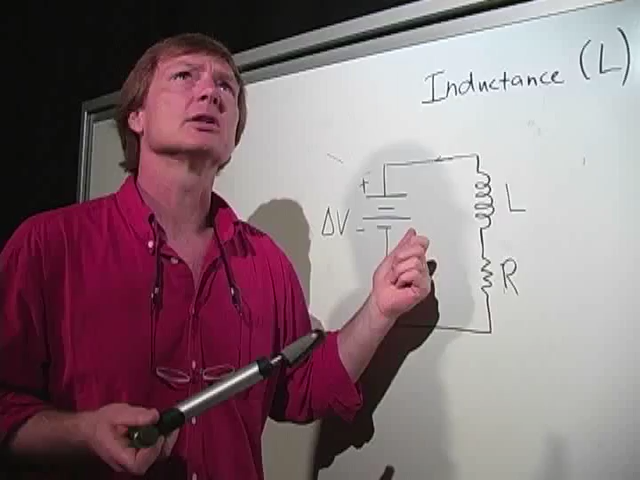 Inductance (L)
+
L
ΔV -
R